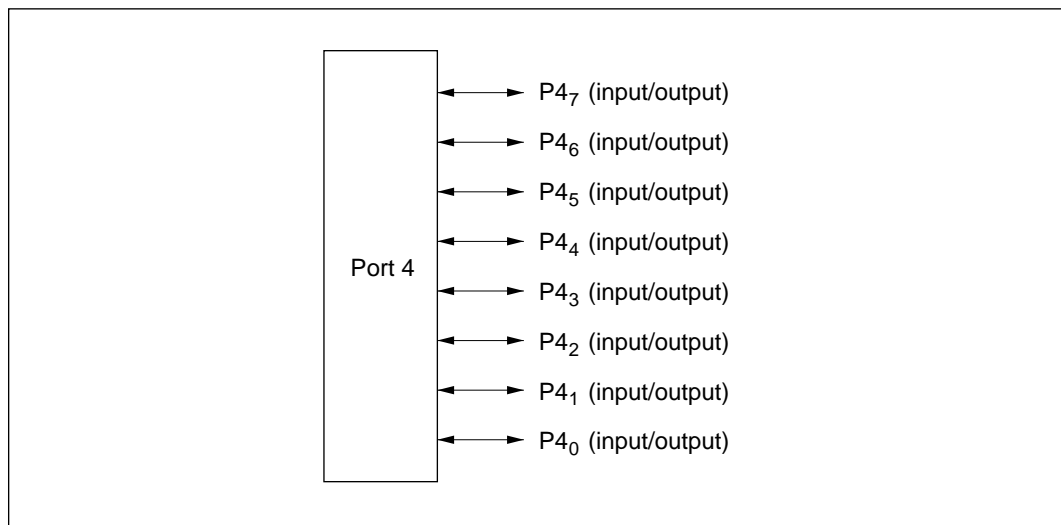 P4₇ (input/output)
P4₆ (input/output)
P4₅ (input/output)
P4₄ (input/output)
Port 4
P4₃ (input/output)
P4₂ (input/output)
P4₁ (input/output)
P4₀ (input/output)